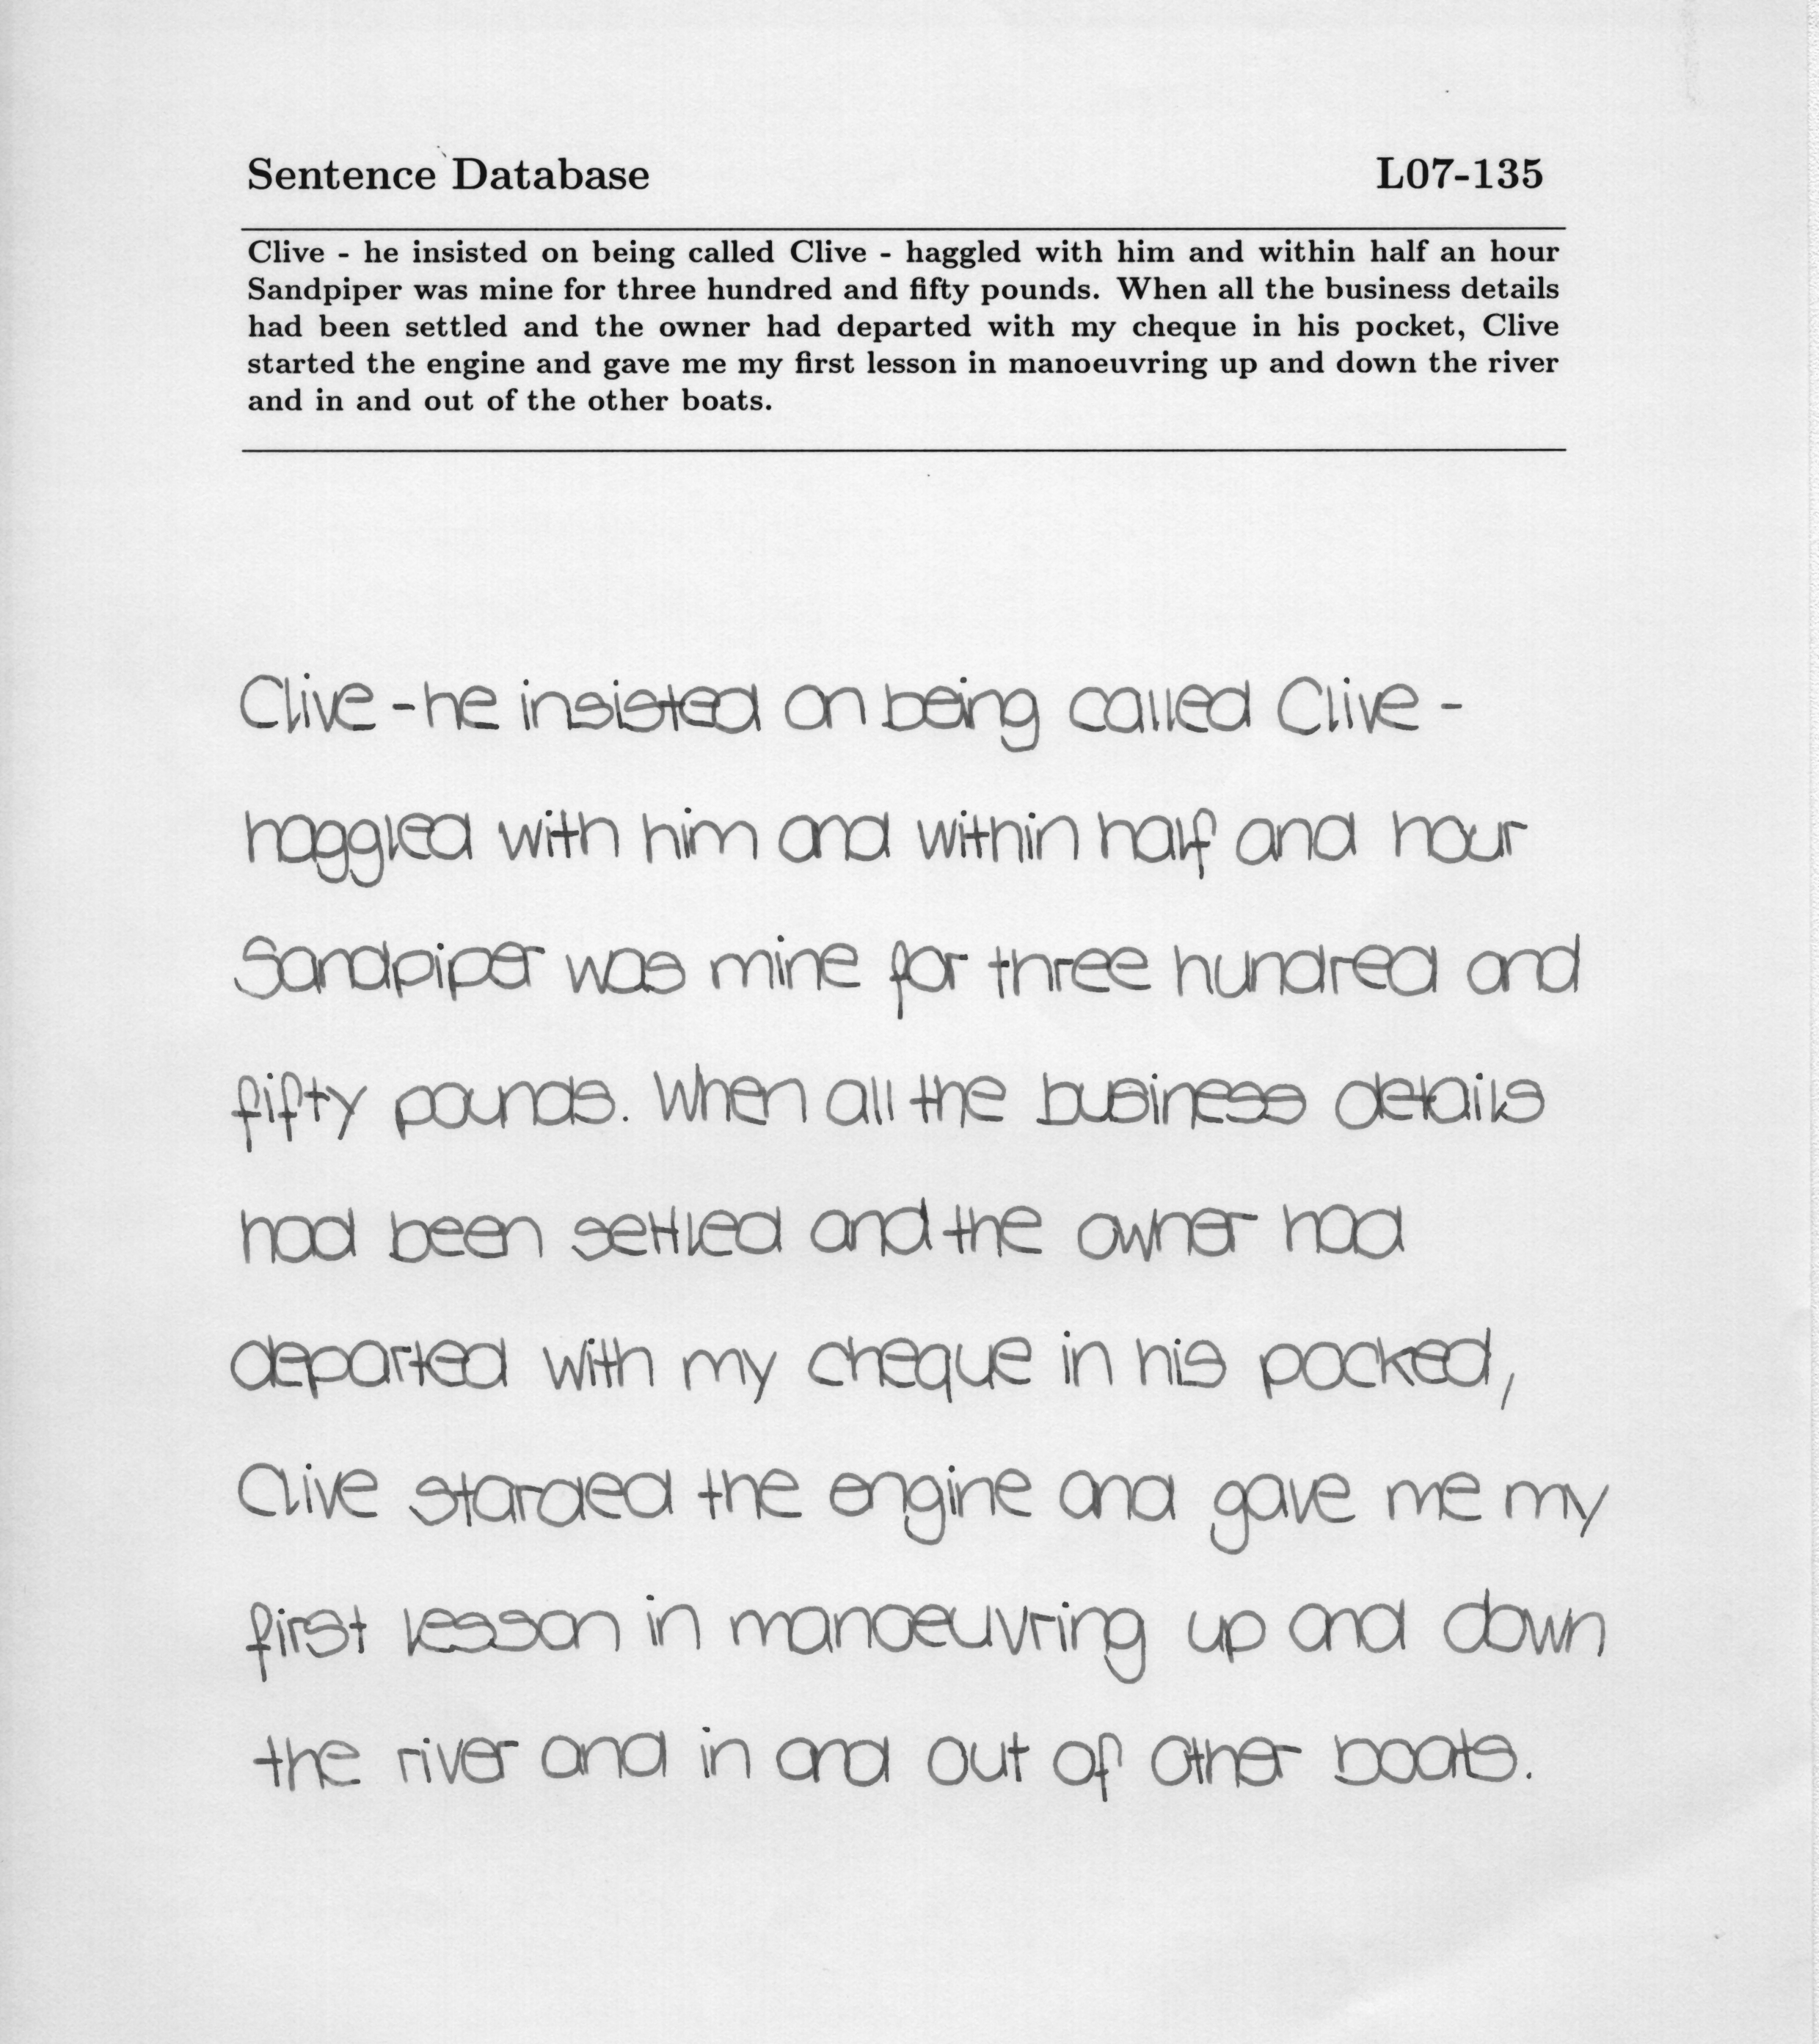 Sentence Database L07-135
Clive - he insisted on being called Clive - haggled with him and within half an hour
Sandpiper was mine for three hundred and fifty pounds. When all the business details
had been settled and the owner had departed with my cheque in his pocket, Clive
started the engine and gave me my first lesson in manoeuvring up and down the river
and in and out of the other boats.
Clive - he insisted on being called Clive -
haggled with him and within half and hour
Sandpiper was mine for three hundred and
fifty pounds. When all the business details
had been settled and the owner had
departed with my cheque in his pocked,
Clive starded the engine and gave me my
first lesson in manoeuvring up and down
the river and in and out of other boats.